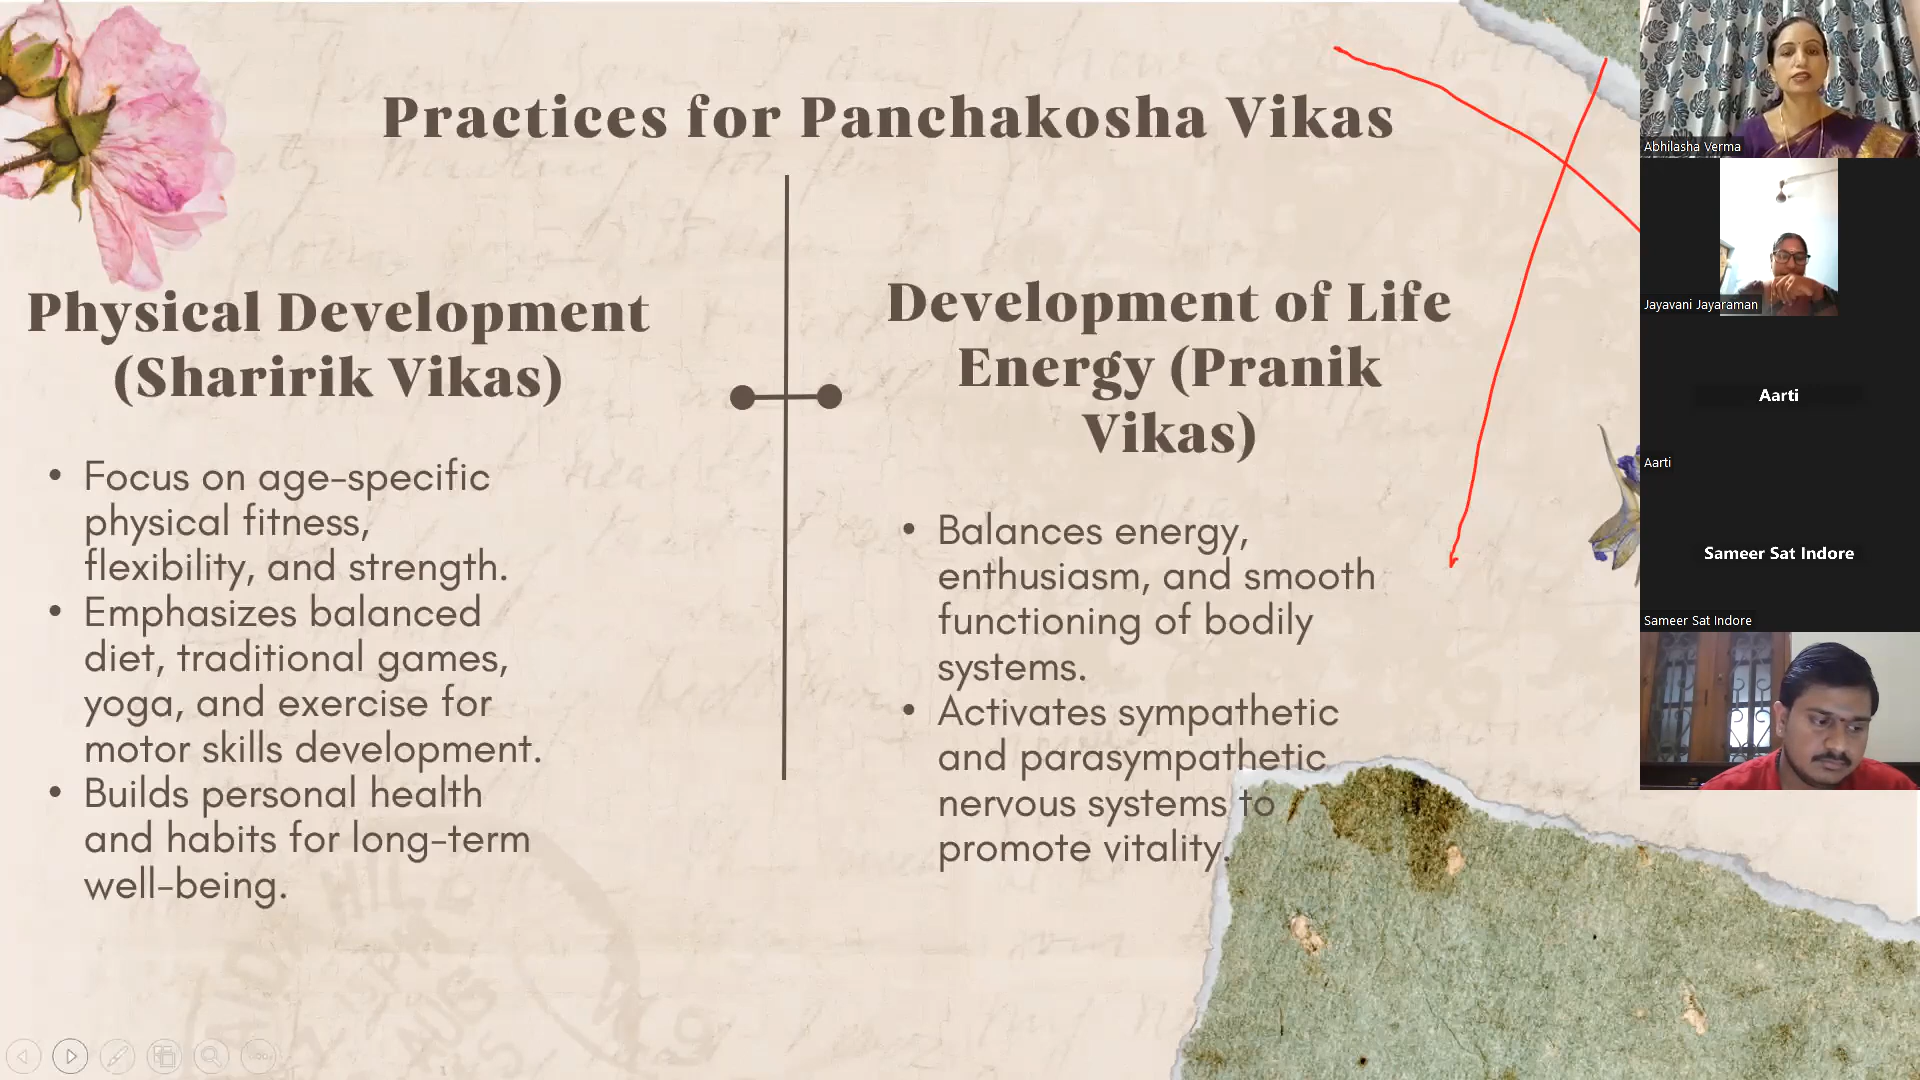 Practices for Panchakosha Vikas
Physical Development
(Sharirik Vikas)
• Focus on age-specific
physical fitness,
flexibility, and strength.
• Emphasizes balanced
diet, traditional games,
yoga, and exercise for
motor skills development.
• Builds personal health
and habits for long-term
well-being.
Development of Life
Energy (Pranik
Vikas)
• Balances energy,
enthusiasm, and smooth
functioning of bodily
systems.
• Activates sympathetic
and parasympathetic
nervous systems to
promote vitality.
Abhilasha Verma
Jayavani Jayaraman
Aarti
Aarti
Sameer Sat Indore
Sameer Sat Indore